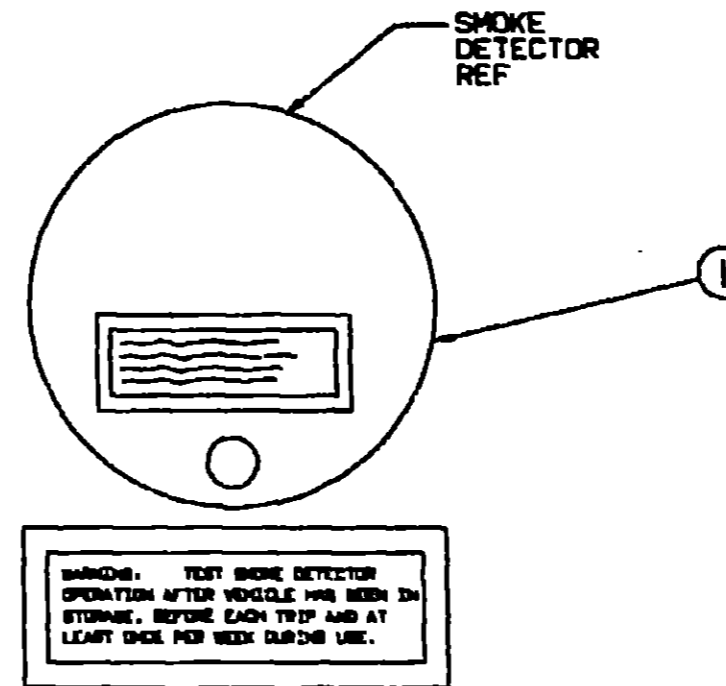 SMOKE
DETECTOR
REF
WARNING: TEST SMOKE DETECTOR
OPERATION AFTER VEHICLE HAS BEEN IN
STORAGE, BEFORE EACH TRIP AND AT
LEAST ONCE PER WEEK DURING USE.